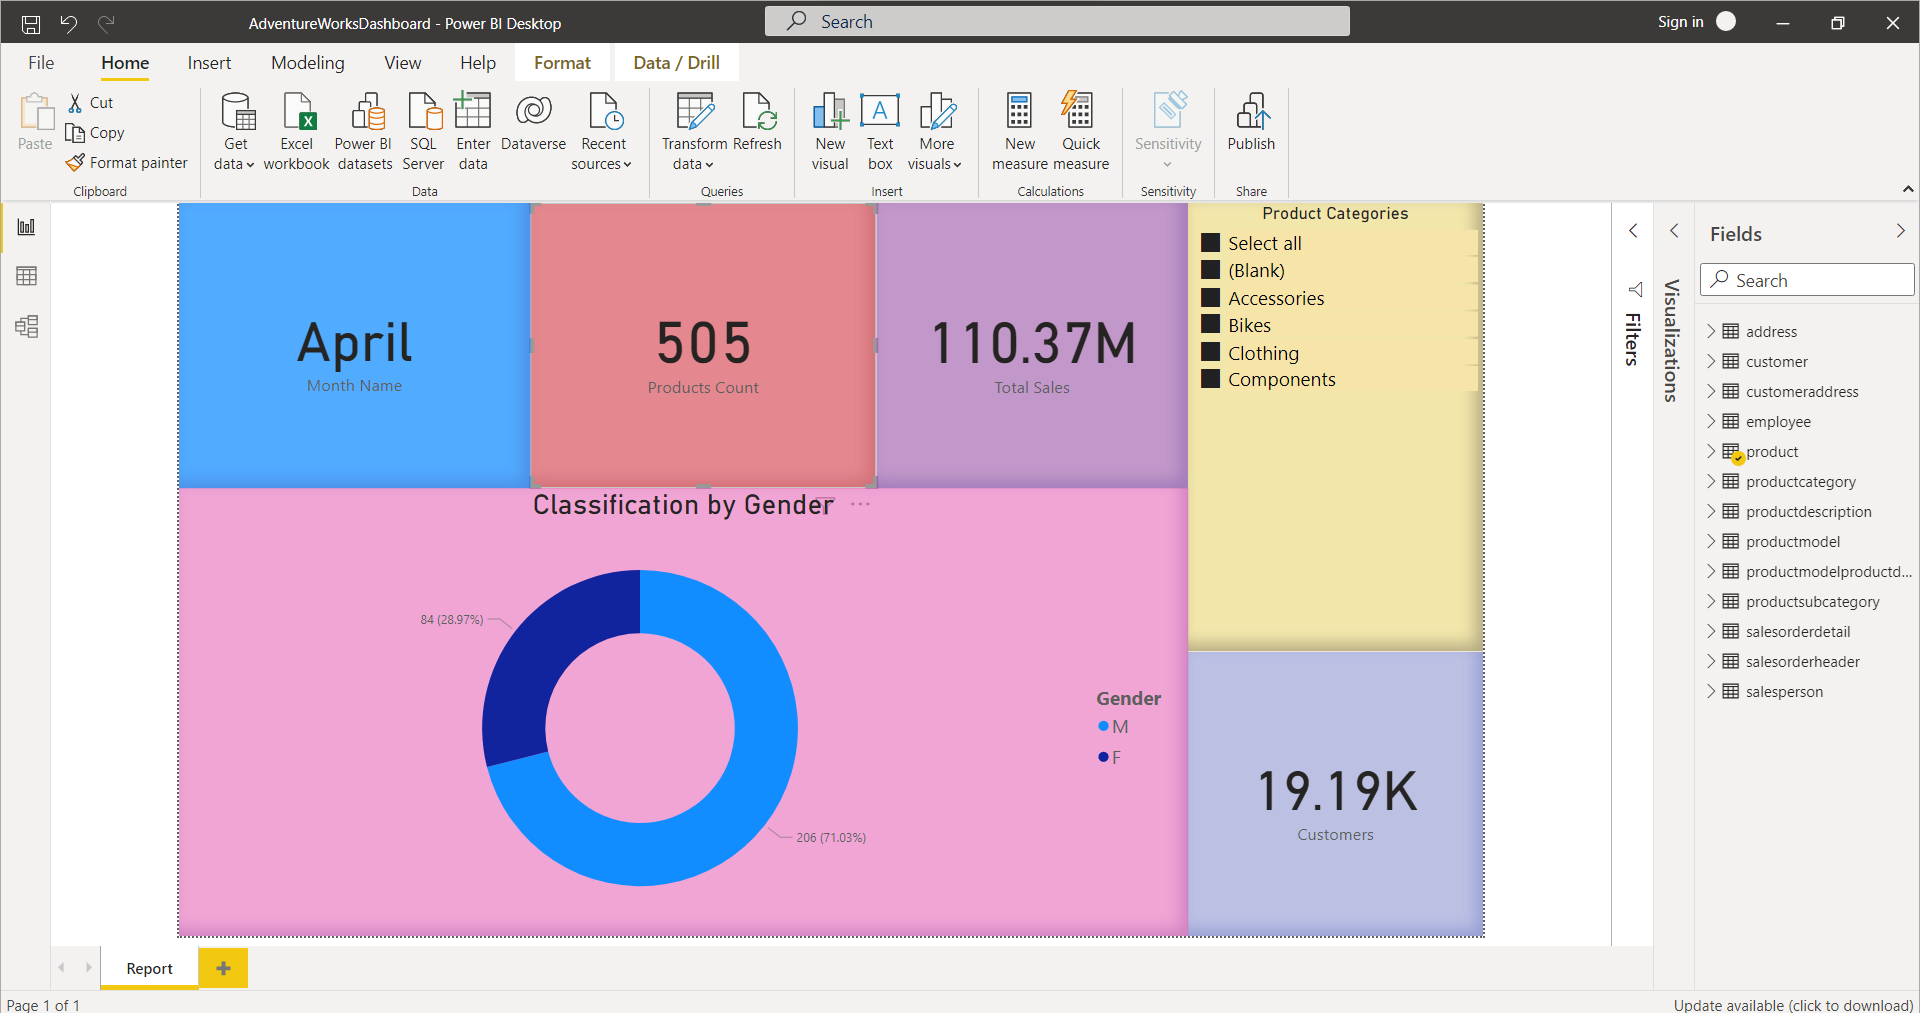 AdventureWorksDashboard - Power BI Desktop
Search
Sign in
File Home Insert Modeling View Help Format Data / Drill
Paste
Cut
Copy
Format painter
Clipboard
Get data
Excel workbook
Power BI datasets
SQL Server
Enter data
Dataverse
Recent sources
Data
Transform data
Refresh
Queries
New visual
Text box
More visuals
Insert
New measure
Quick measure
Calculations
Sensitivity
Sensitivity
Publish
Share
April
Month Name
505
Products Count
110.37M
Total Sales
Product Categories
Select all
(Blank)
Accessories
Bikes
Clothing
Components
Classification by Gender
84 (28.97%)
206 (71.03%)
Gender
M
F
19.19K
Customers
Filters
Visualizations
Fields
Search
address
customer
customeraddress
employee
product
productcategory
productdescription
productmodel
productmodelproductd...
productsubcategory
salesorderdetail
salesorderheader
salesperson
Report
Page 1 of 1
Update available (click to download)